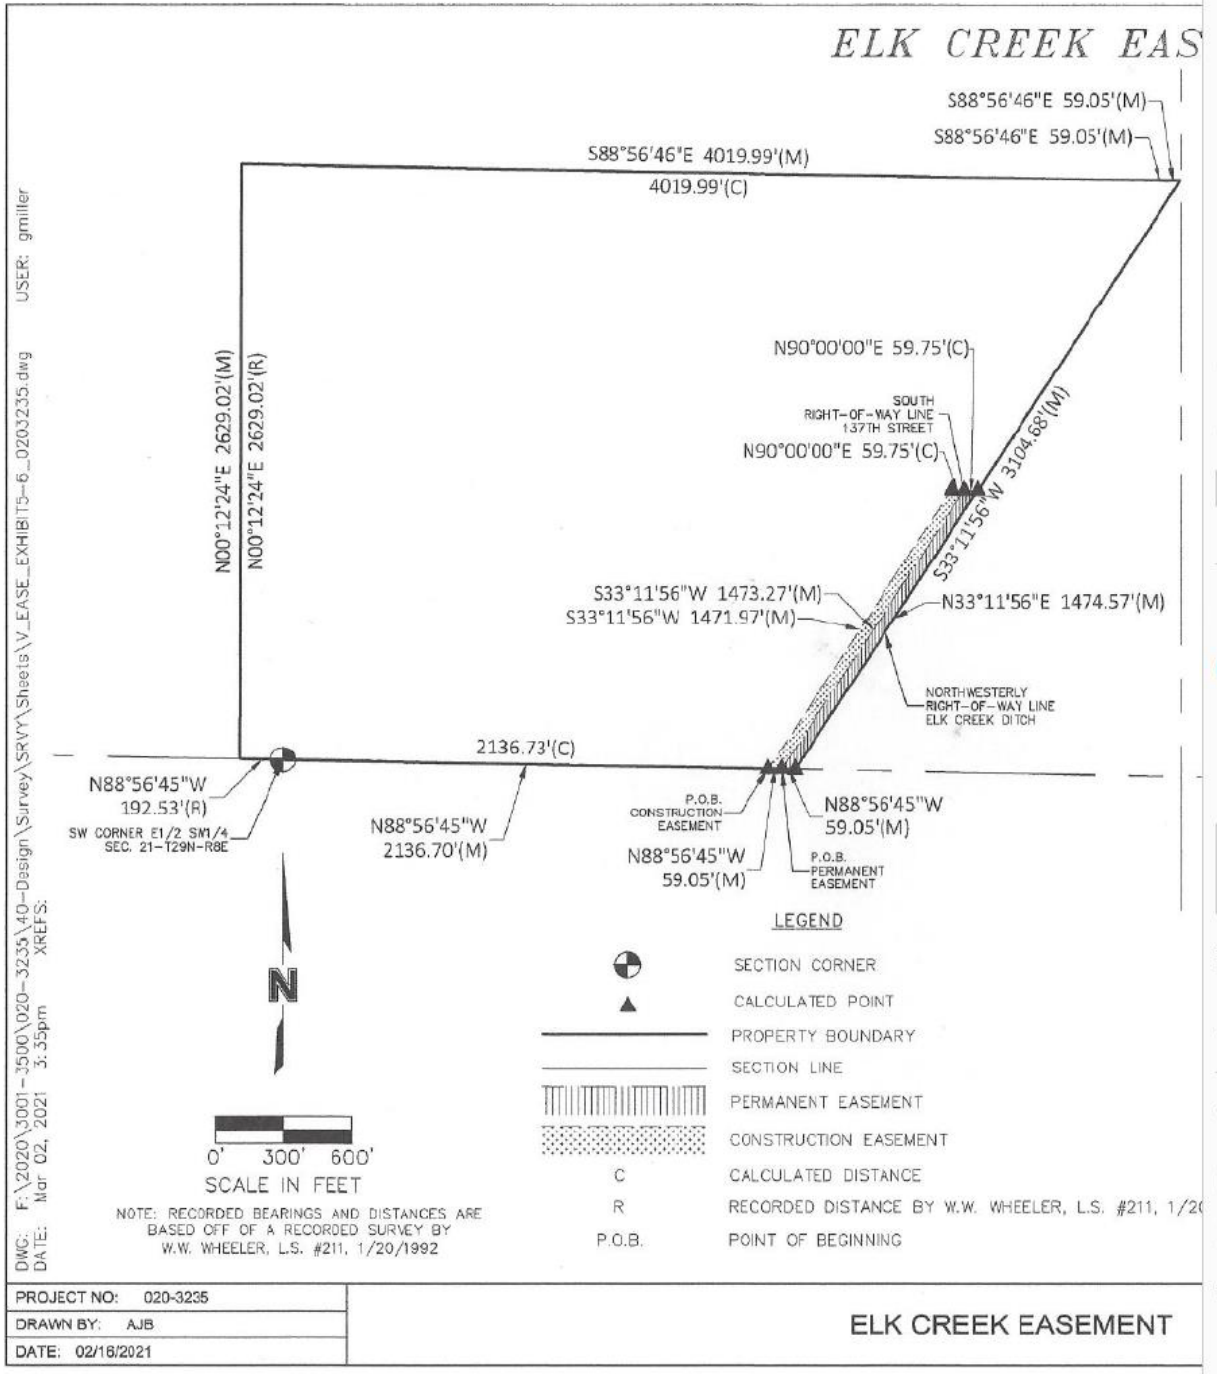 ELK CREEK EAS
S88°56'46"E 59.05'(M)
S88°56'46"E 59.05'(M)
S88°56'46"E 4019.99'(M)
4019.99'(C)
N00°12'24"E 2629.02'(M)
N00°12'24"E 2629.02'(R)
N90°00'00"E 59.75'(C)
SOUTH
RIGHT-OF-WAY LINE
137TH STREET
N90°00'00"E 59.75'(C)
S33°11'56"W 3104.68'(M)
S33°11'56"W 1473.27'(M)
S33°11'56"W 1471.97'(M)
N33°11'56"E 1474.57'(M)
NORTHWESTERLY
RIGHT-OF-WAY LINE
ELK CREEK DITCH
2136.73'(C)
N88°56'45"W
192.53'(R)
SW CORNER E1/2 SW1/4
SEC. 21-T29N-R8E
N88°56'45"W
2136.70'(M)
P.O.B.
CONSTRUCTION
EASEMENT
N88°56'45"W
59.05'(M)
N88°56'45"W
59.05'(M)
P.O.B.
PERMANENT
EASEMENT
N
0' 300' 600'
SCALE IN FEET
NOTE: RECORDED BEARINGS AND DISTANCES ARE
BASED OFF OF A RECORDED SURVEY BY
W.W. WHEELER, L.S. #211, 1/20/1992
LEGEND
SECTION CORNER
CALCULATED POINT
PROPERTY BOUNDARY
SECTION LINE
PERMANENT EASEMENT
CONSTRUCTION EASEMENT
C CALCULATED DISTANCE
R RECORDED DISTANCE BY W.W. WHEELER, L.S. #211, 1/20
P.O.B. POINT OF BEGINNING
DWG: F:\2020\3001-3500\020-3235\40-Design\Survey\SRVY\Sheets\V_EASE_EXHIBIT5-6_0203235.dwg USER: gmiller
DATE: Mar 02, 2021 3:35pm XREFS:
PROJECT NO: 020-3235
DRAWN BY: AJB
DATE: 02/16/2021
ELK CREEK EASEMENT